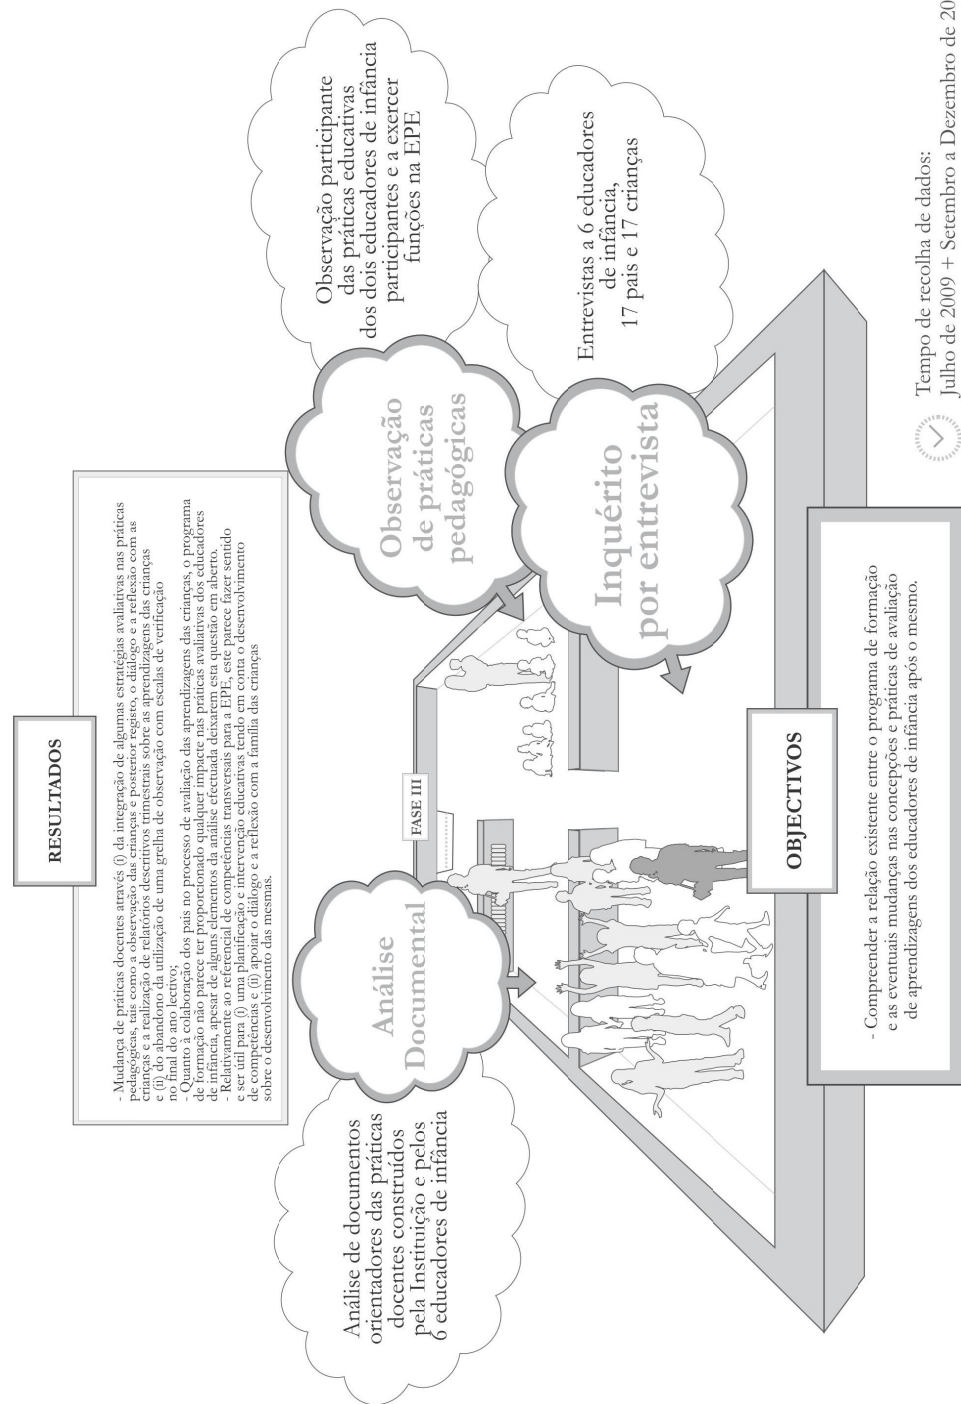 RESULTADOS
- Mudança de práticas docentes através (i) da integração de algumas estratégias avaliativas nas práticas
pedagógicas, tais como a observação das crianças e posterior registo, o diálogo e a reflexão com as
crianças e a realização de relatórios descritivos trimestrais sobre as aprendizagens das crianças
e (ii) do abandono da utilização de uma grelha de observação com escalas de verificação
no final do ano lectivo;
- Quanto à colaboração dos pais no processo de avaliação das aprendizagens das crianças, o programa
de formação não parece ter proporcionado qualquer impacte nas práticas avaliativas dos educadores
de infância, apesar de alguns elementos da análise efectuada deixarem esta questão em aberto.
- Relativamente ao referencial de competências transversais para a EPE, este parece fazer sentido
e ser útil para (i) uma planificação e intervenção educativas tendo em conta o desenvolvimento
de competências e (ii) apoiar o diálogo e a reflexão com a família das crianças
sobre o desenvolvimento das mesmas.
Análise de documentos
orientadores das práticas
docentes construídos
pela Instituição e pelos
6 educadores de infância
Análise
Documental
FASE III
Observação
de práticas
pedagógicas
Observação participante
das práticas educativas
dos dois educadores de infância
participantes e a exercer
funções na EPE
Inquérito
por entrevista
Entrevistas a 6 educadores
de infância,
17 pais e 17 crianças
OBJECTIVOS
- Compreender a relação existente entre o programa de formação
e as eventuais mudanças nas concepções e práticas de avaliação
de aprendizagens dos educadores de infância após o mesmo.
Tempo de recolha de dados:
Julho de 2009 + Setembro a Dezembro de 20